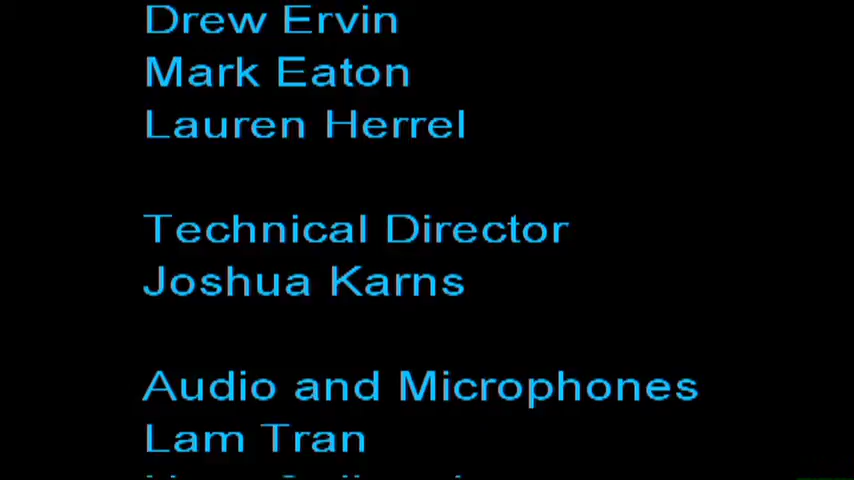 Drew Ervin
Mark Eaton
Lauren Herrel
Technical Director
Joshua Karns
Audio and Microphones
Lam Tran